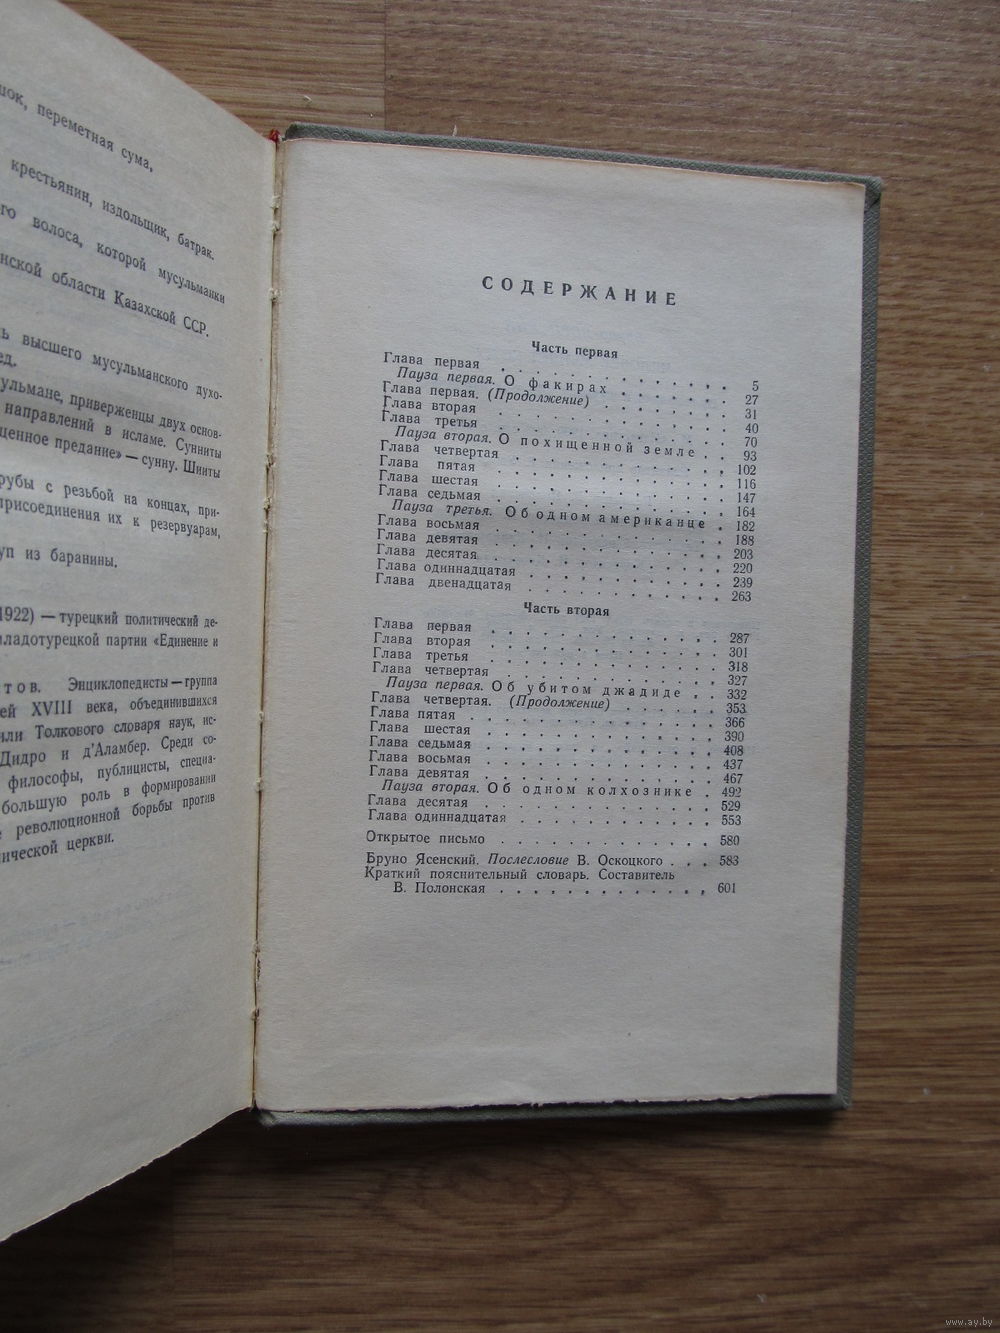 шок, переметная сума.
крестьянин, издольщик, батрак.
го волоса, которой мусульманки
нской области Казахской ССР.
ь высшего мусульманского духо-
ед.
ульмане, приверженцы двух основ-
направлений в исламе. Сунниты
щенное предание» — сунну. Шииты
рубы с резьбой на концах, при-
присоединения их к резервуарам,
уп из баранины.
1922) — турецкий политический де-
ладотурецкой партии «Единение и
тов. Энциклопедисты — группа
ей XVIII века, объединившихся
или Толкового словаря наук, ис-
Дидро и д'Аламбер. Среди со-
философы, публицисты, специа-
большую роль в формировании
е революционной борьбы против
ической церкви.
СОДЕРЖАНИЕ
Часть первая
Глава первая . . . . . . . . . . . . 5
Пауза первая. О факирах . . . . . . . 27
Глава первая. (Продолжение) . . . . . . . 31
Глава вторая . . . . . . . . . . . . 40
Глава третья . . . . . . . . . . . . 70
Пауза вторая. О похищенной земле . . 93
Глава четвертая . . . . . . . . . . . 102
Глава пятая . . . . . . . . . . . . 116
Глава шестая . . . . . . . . . . . . 147
Глава седьмая . . . . . . . . . . . . 164
Пауза третья. Об одном американце . 182
Глава восьмая . . . . . . . . . . . . 188
Глава девятая . . . . . . . . . . . . 203
Глава десятая . . . . . . . . . . . . 220
Глава одиннадцатая . . . . . . . . . . 239
Глава двенадцатая . . . . . . . . . . 263
Часть вторая
Глава первая . . . . . . . . . . . . 287
Глава вторая . . . . . . . . . . . . 301
Глава третья . . . . . . . . . . . . 318
Глава четвертая . . . . . . . . . . . 327
Пауза первая. Об убитом джадиде . . 332
Глава четвертая. (Продолжение) . . . . . . 353
Глава пятая . . . . . . . . . . . . 366
Глава шестая . . . . . . . . . . . . 390
Глава седьмая . . . . . . . . . . . . 408
Глава восьмая . . . . . . . . . . . . 437
Глава девятая . . . . . . . . . . . . 467
Пауза вторая. Об одном колхознике . 492
Глава десятая . . . . . . . . . . . . 529
Глава одиннадцатая . . . . . . . . . . 553
Открытое письмо . . . . . . . . . . . 580
Бруно Ясенский. Послесловие В. Оскоцкого . . . 583
Краткий пояснительный словарь. Составитель
В. Полонская . . . . . . . . . . . . 601
www.ay.by